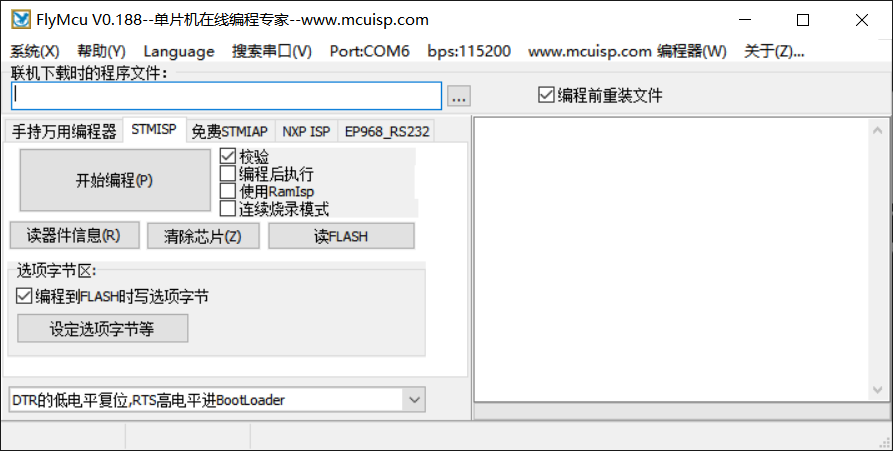 FlyMcu V0.188--单片机在线编程专家--www.mcuisp.com
系统(X) 帮助(Y) Language 搜索串口(V) Port:COM6 bps:115200 www.mcuisp.com 编程器(W) 关于(Z)...
联机下载时的程序文件：
... 编程前重装文件
手持万用编程器 STMISP 免费STMIAP NXP ISP EP968_RS232
开始编程(P)
校验
编程后执行
使用RamIsp
连续烧录模式
读器件信息(R) 清除芯片(Z) 读FLASH
选项字节区:
编程到FLASH时写选项字节
设定选项字节等
DTR的低电平复位,RTS高电平进BootLoader